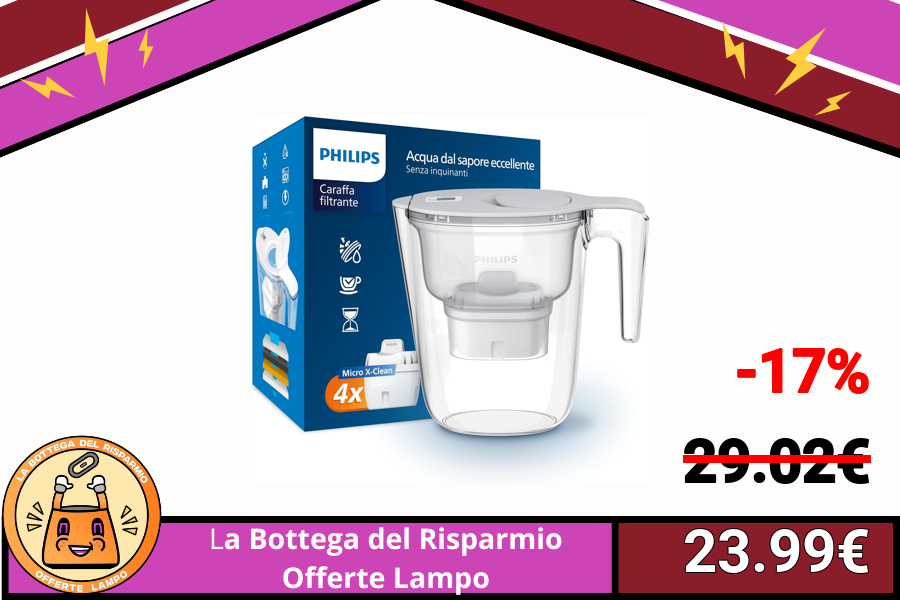 PHILIPS
Acqua dal sapore eccellente
Senza inquinanti
Caraffa
filtrante
PHILIPS
Micro X-Clean
4x
-17%
29.02€
LA BOTTEGA DEL RISPARMIO
OFFERTE LAMPO
La Bottega del Risparmio
Offerte Lampo
23.99€